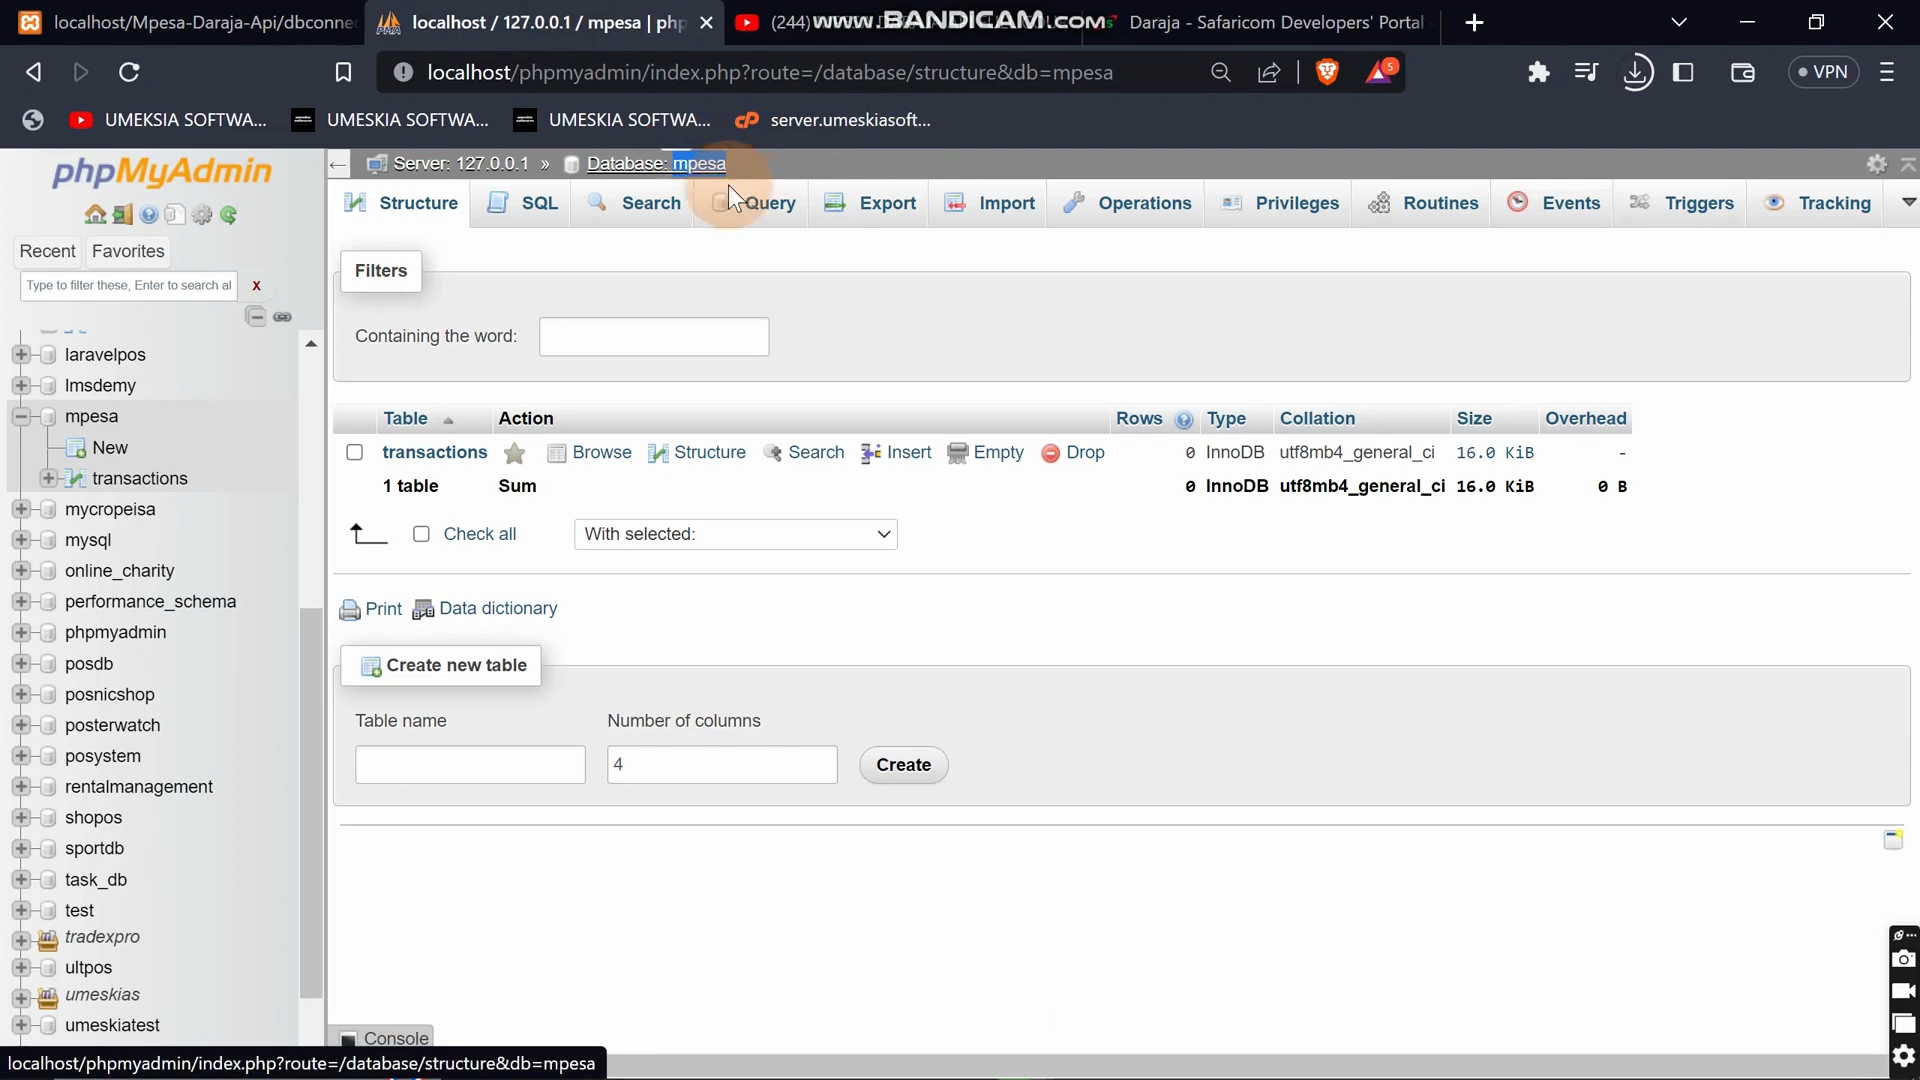 localhost/Mpesa-Daraja-Api/dbconne
localhost / 127.0.0.1 / mpesa | php
(244)
WWW.BANDICAM.COM
Daraja - Safaricom Developers' Portal
localhost/phpmyadmin/index.php?route=/database/structure&db=mpesa
5
VPN
UMEKSIA SOFTWA...
UMESKIA SOFTWA...
UMESKIA SOFTWA...
server.umeskiasoft...
phpMyAdmin
Server: 127.0.0.1 » Database: mpesa
Structure
SQL
Search
Query
Export
Import
Operations
Privileges
Routines
Events
Triggers
Tracking
Recent
Favorites
Type to filter these, Enter to search al
X
Filters
Containing the word:
laravelpos
lmsdemy
mpesa
New
transactions
mycropeisa
mysql
online_charity
performance_schema
phpmyadmin
posdb
posnicshop
posterwatch
posystem
rentalmanagement
shopos
sportdb
task_db
test
tradexpro
ultpos
umeskias
umeskiatest
Table Action Rows Type Collation Size Overhead
transactions Browse Structure Search Insert Empty Drop 0 InnoDB utf8mb4_general_ci 16.0 KiB -
1 table Sum 0 InnoDB utf8mb4_general_ci 16.0 KiB 0 B
Check all
With selected:
Print
Data dictionary
Create new table
Table name
Number of columns
4
Create
Console
localhost/phpmyadmin/index.php?route=/database/structure&db=mpesa